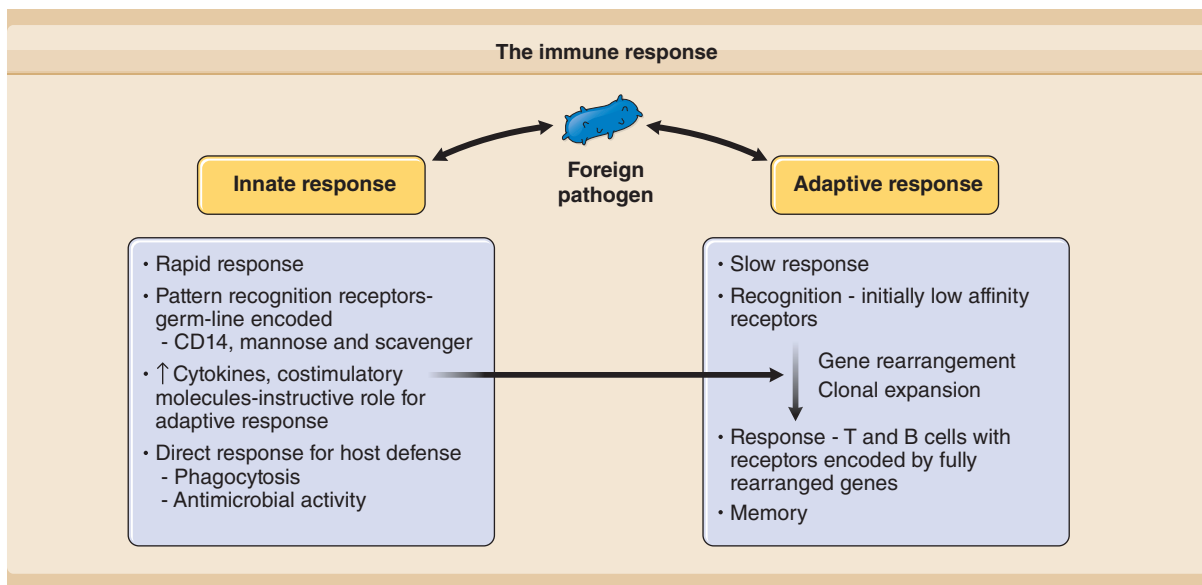 The immune response
Foreign
pathogen
Innate response
• Rapid response
• Pattern recognition receptors-
germ-line encoded
- CD14, mannose and scavenger
• ↑ Cytokines, costimulatory
molecules-instructive role for
adaptive response
• Direct response for host defense
- Phagocytosis
- Antimicrobial activity
Adaptive response
• Slow response
• Recognition - initially low affinity
receptors
Gene rearrangement
Clonal expansion
• Response - T and B cells with
receptors encoded by fully
rearranged genes
• Memory